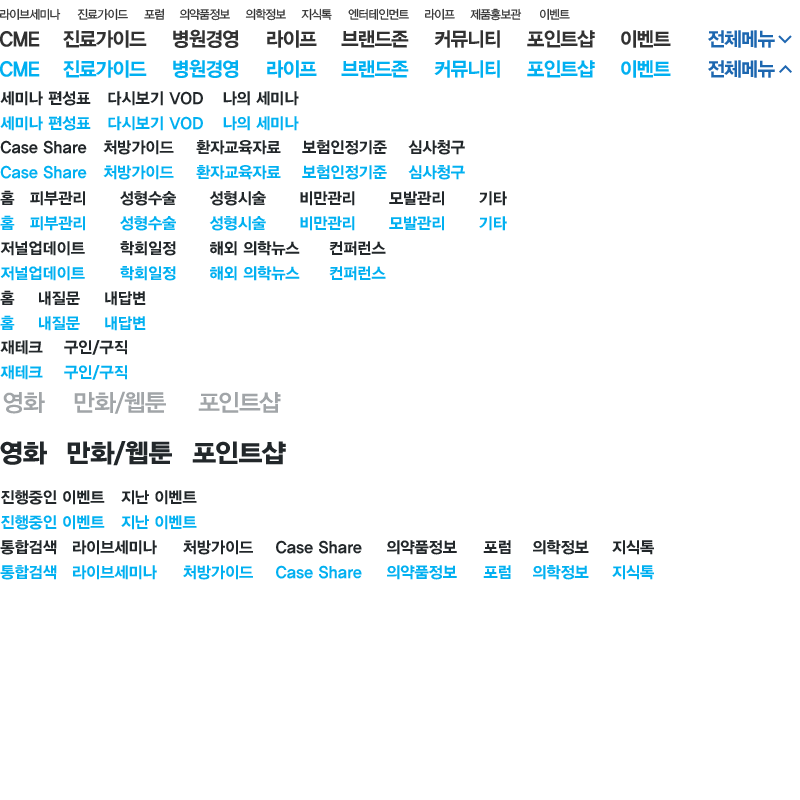 라이브세미나 진료가이드 포럼 의약품정보 의학정보 지식톡 엔터테인먼트 라이프 제품홍보관 이벤트
CME 진료가이드 병원경영 라이프 브랜드존 커뮤니티 포인트샵 이벤트 전체메뉴
CME 진료가이드 병원경영 라이프 브랜드존 커뮤니티 포인트샵 이벤트 전체메뉴
세미나 편성표 다시보기 VOD 나의 세미나
세미나 편성표 다시보기 VOD 나의 세미나
Case Share 처방가이드 환자교육자료 보험인정기준 심사청구
Case Share 처방가이드 환자교육자료 보험인정기준 심사청구
홈 피부관리 성형수술 성형시술 비만관리 모발관리 기타
홈 피부관리 성형수술 성형시술 비만관리 모발관리 기타
저널업데이트 학회일정 해외 의학뉴스 컨퍼런스
저널업데이트 학회일정 해외 의학뉴스 컨퍼런스
홈 내질문 내답변
홈 내질문 내답변
재테크 구인/구직
재테크 구인/구직
영화 만화/웹툰 포인트샵
영화 만화/웹툰 포인트샵
진행중인 이벤트 지난 이벤트
진행중인 이벤트 지난 이벤트
통합검색 라이브세미나 처방가이드 Case Share 의약품정보 포럼 의학정보 지식톡
통합검색 라이브세미나 처방가이드 Case Share 의약품정보 포럼 의학정보 지식톡